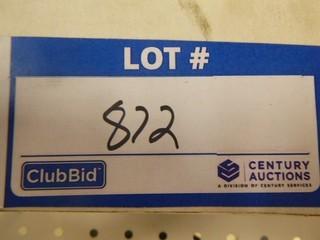 LOT #
872
ClubBid
CENTURY
AUCTIONS
A DIVISION OF CENTURY SERVICES